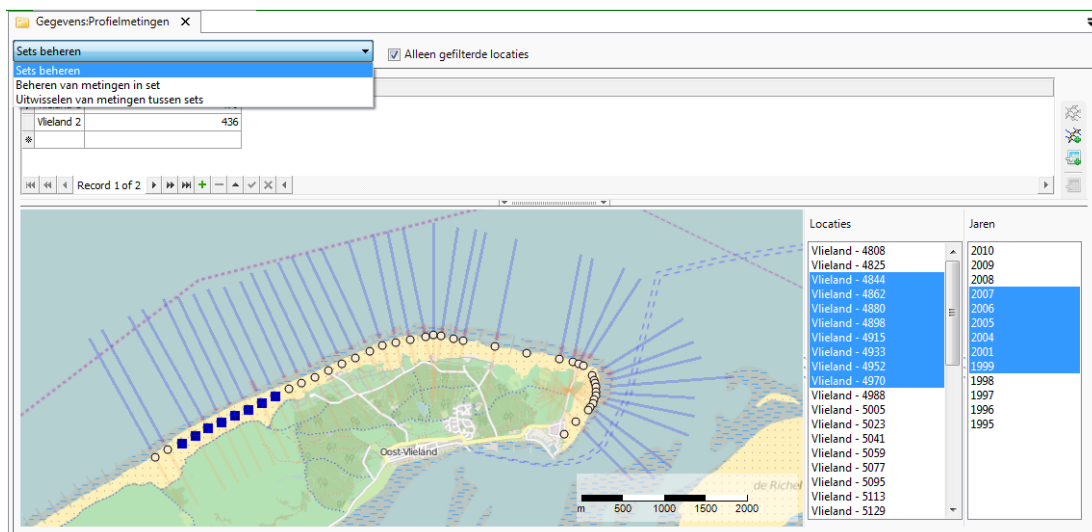 Gegevens:Profielmetingen X
Sets beheren
Alleen gefilterde locaties
Sets beheren
Beheren van metingen in set
Uitwisselen van metingen tussen sets
Vlieland 2 436
Record 1 of 2
Locaties
Vlieland - 4808
Vlieland - 4825
Vlieland - 4844
Vlieland - 4862
Vlieland - 4880
Vlieland - 4898
Vlieland - 4915
Vlieland - 4933
Vlieland - 4952
Vlieland - 4970
Vlieland - 4988
Vlieland - 5005
Vlieland - 5023
Vlieland - 5041
Vlieland - 5059
Vlieland - 5077
Vlieland - 5095
Vlieland - 5113
Vlieland - 5129
Jaren
2010
2009
2008
2007
2006
2005
2004
2001
1999
1998
1997
1996
1995
Oost-Vlieland
de Richel
m 500 1000 1500 2000